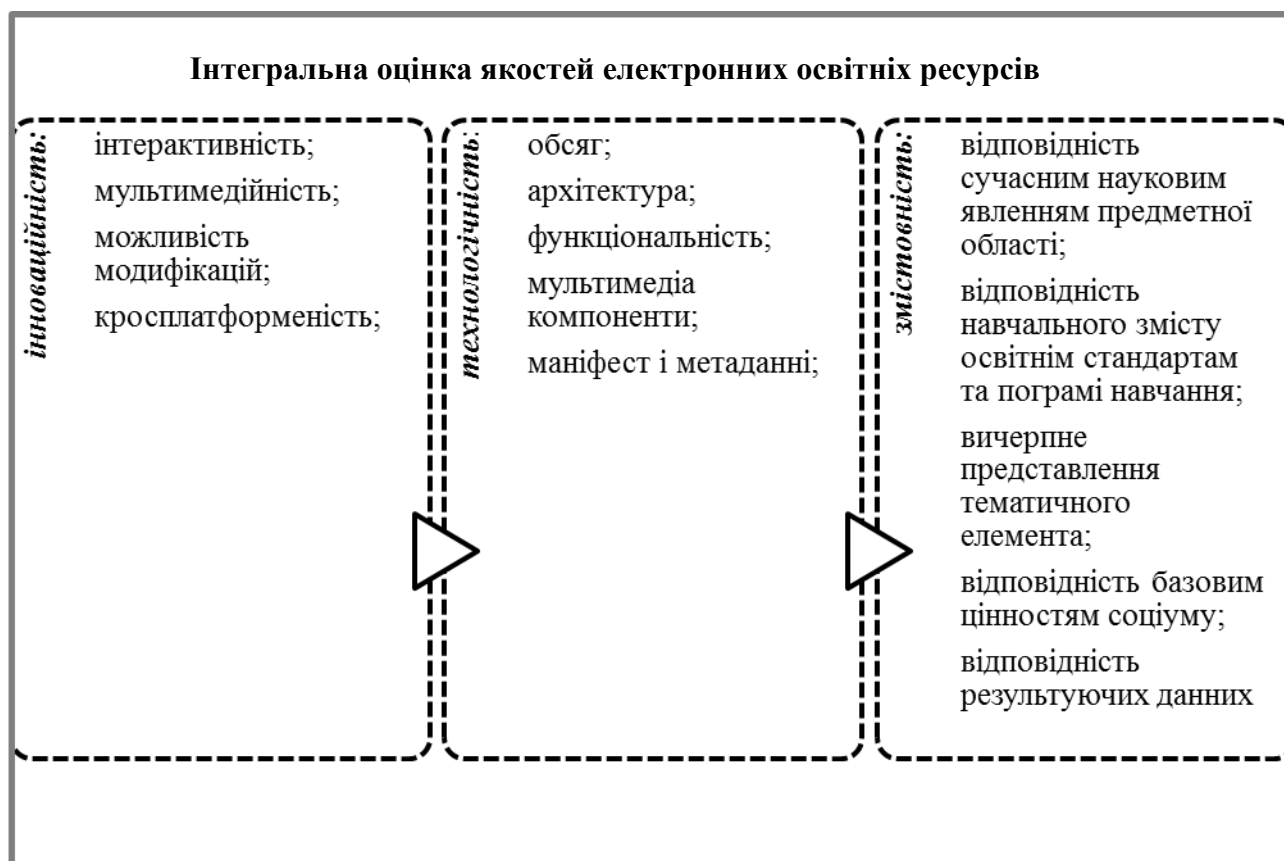 Інтегральна оцінка якостей електронних освітніх ресурсів
інноваційність:
інтерактивність;
мультимедійність;
можливість
модифікацій;
кросплатформеність;
технологічність:
обсяг;
архітектура;
функціональність;
мультимедіа
компоненти;
маніфест і метаданні;
змістовність:
відповідність
сучасним науковим
явленням предметної
області;
відповідність
навчального змісту
освітнім стандартам
та пограмі навчання;
вичерпне
представлення
тематичного
елемента;
відповідність базовим
цінностям соціуму;
відповідність
результуючих данних